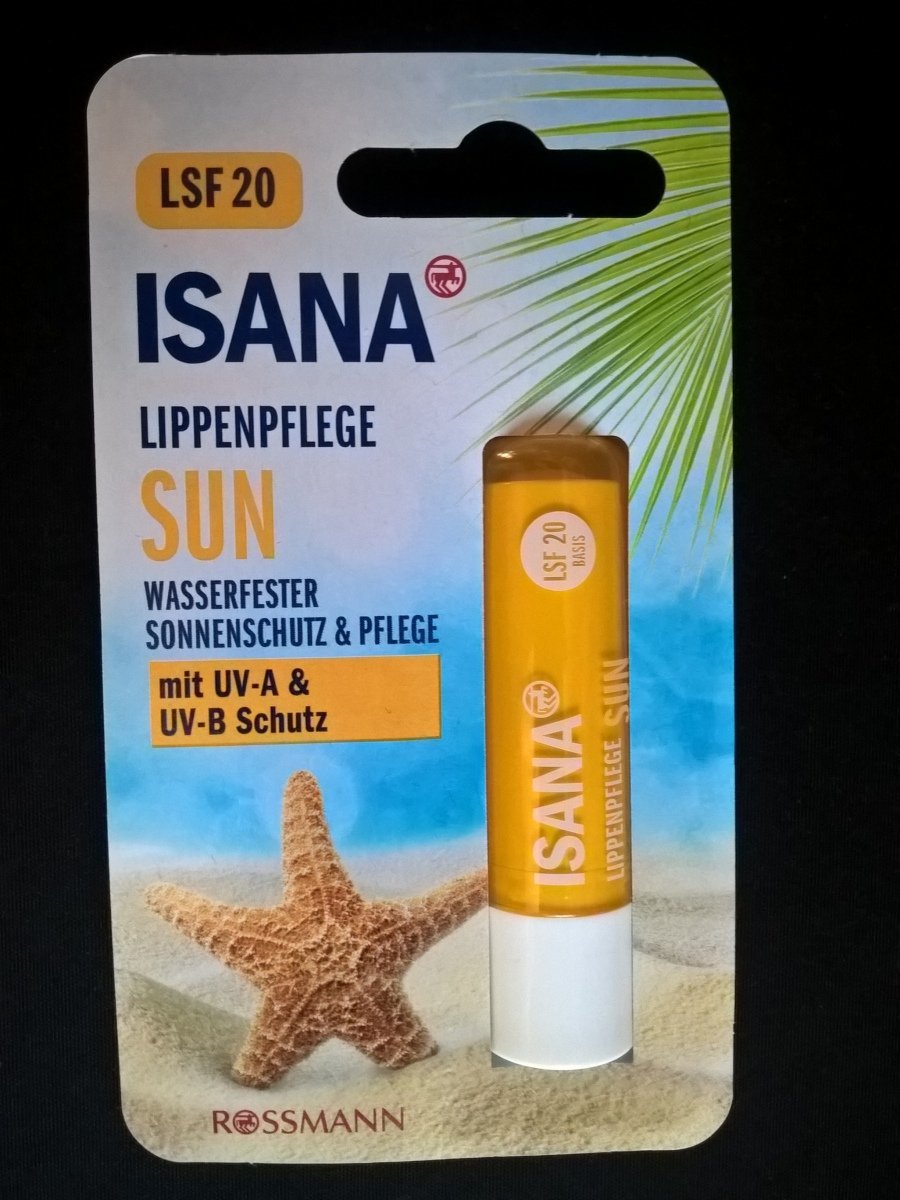 LSF 20
ISANA
LIPPENPFLEGE
SUN
WASSERFESTER
SONNENSCHUTZ & PFLEGE
mit UV-A &
UV-B Schutz
LSF 20
BASIS
ISANA
LIPPENPFLEGE SUN
ROSSMANN